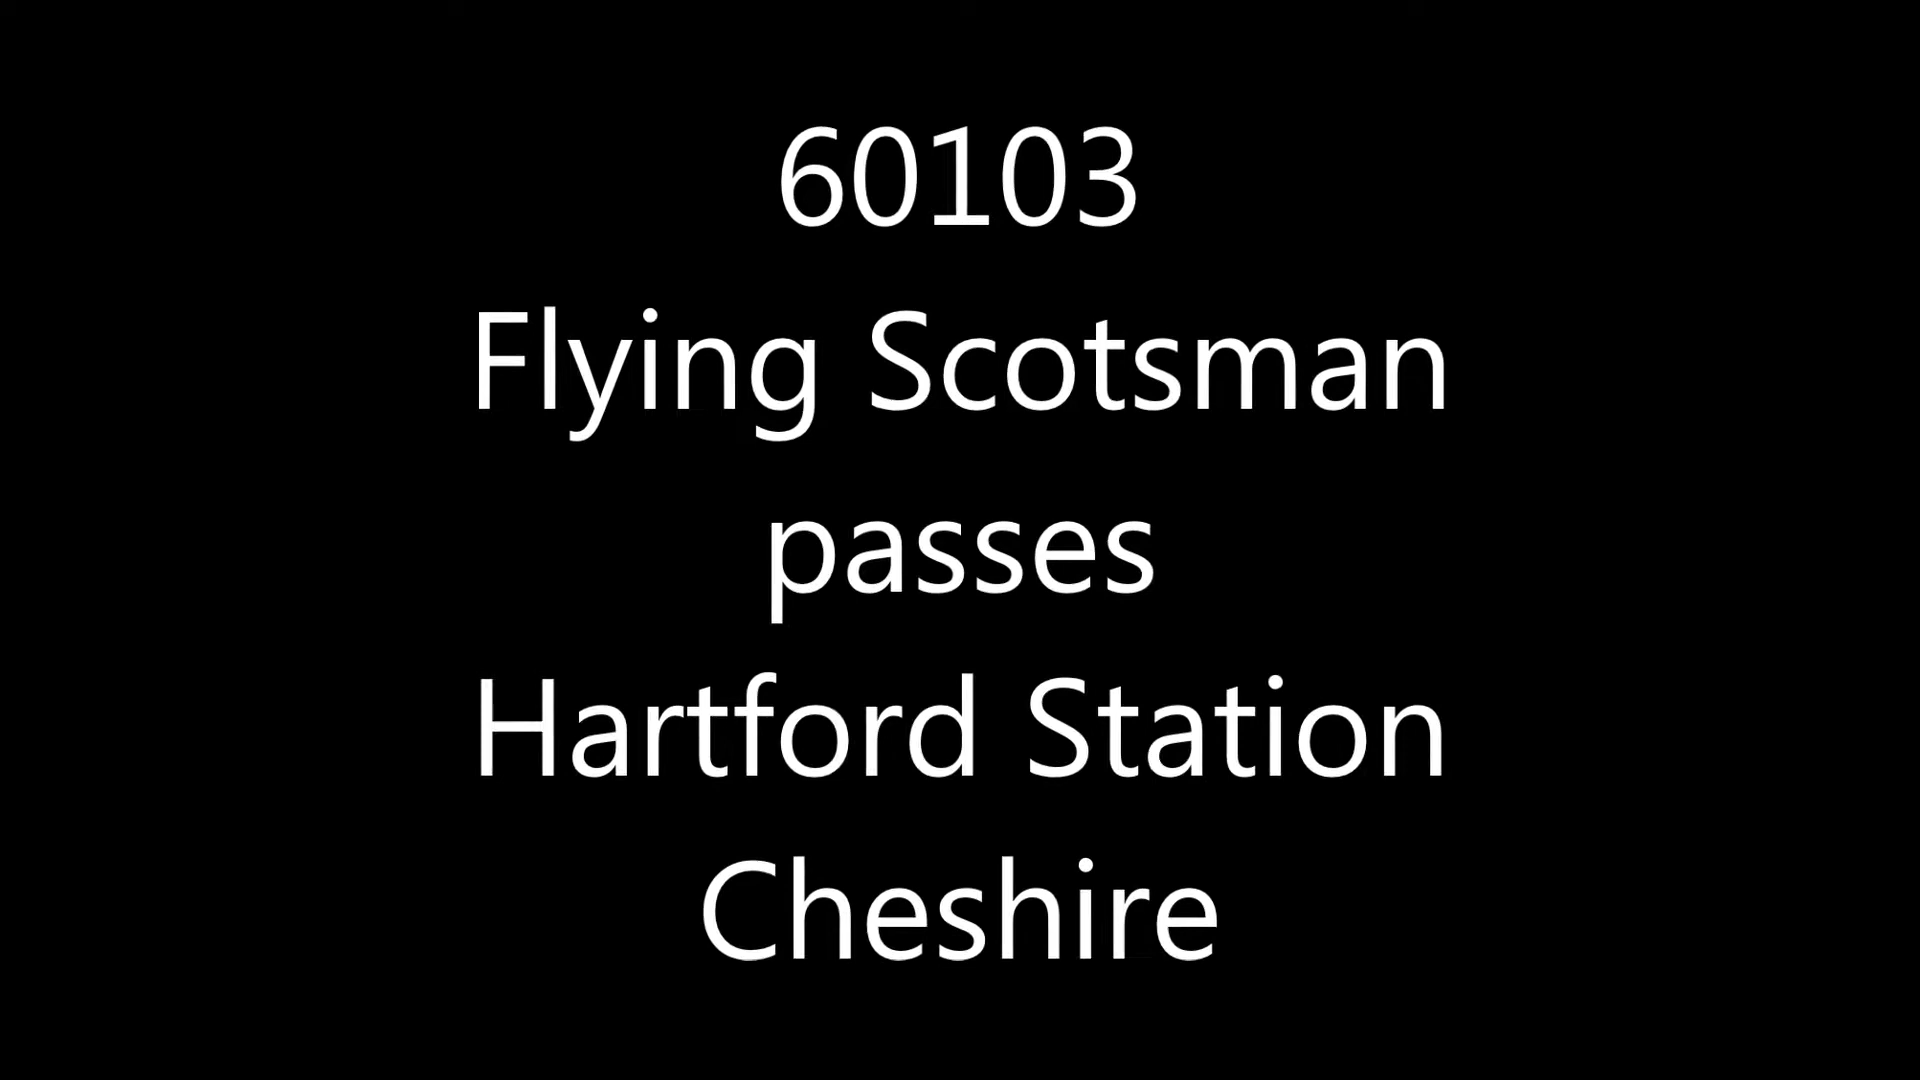 60103
Flying Scotsman
passes
Hartford Station
Cheshire